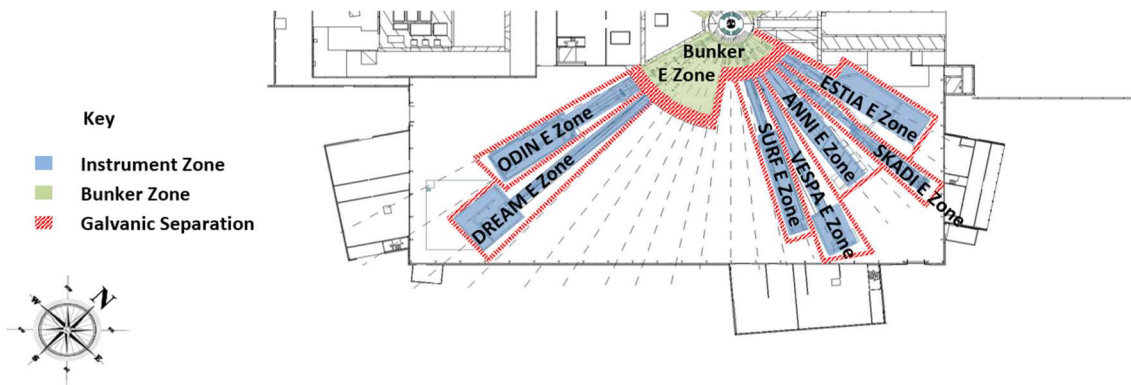 Bunker
E Zone
ODIN E Zone
DREAM E Zone
SURF E Zone
VESPA E Zone
ANNI E Zone
SKADI E Zone
ESTIA E Zone
Key
Instrument Zone
Bunker Zone
Galvanic Separation
N